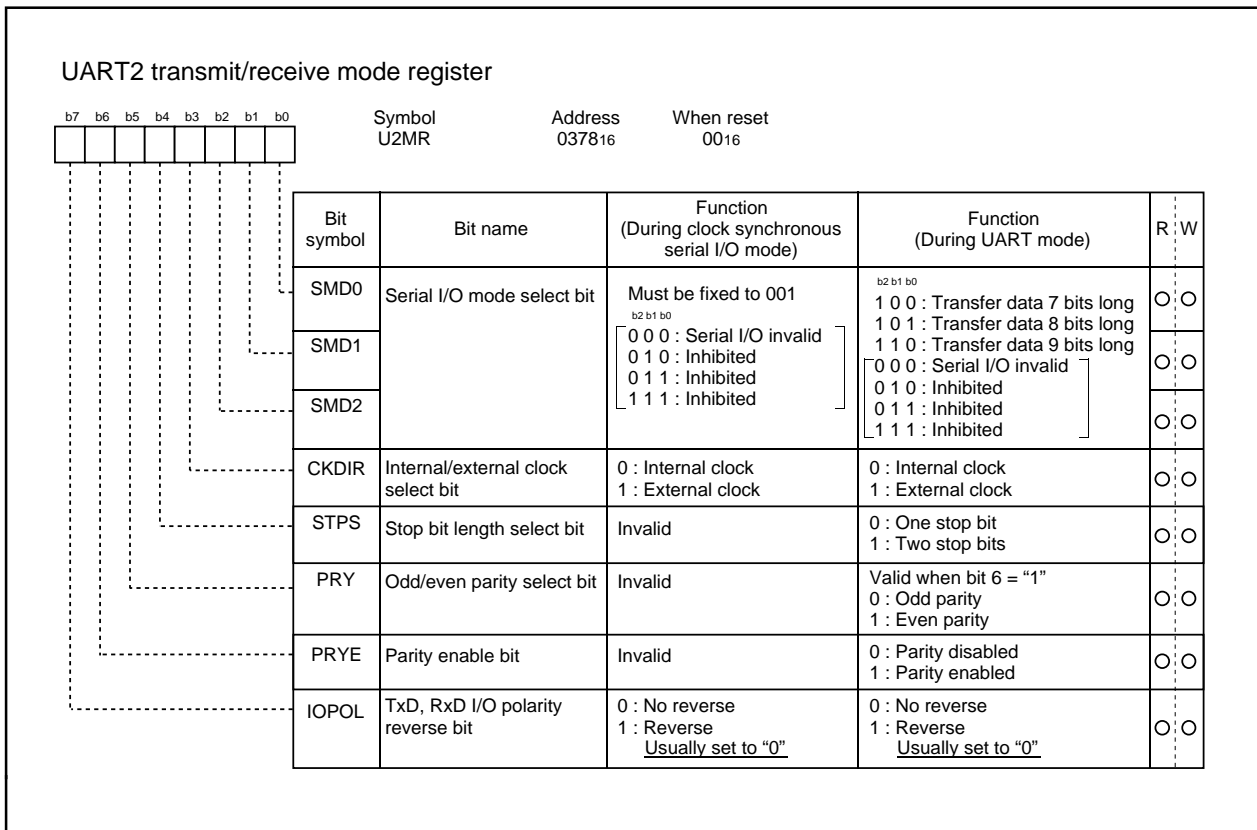 UART2 transmit/receive mode register
b7 b6 b5 b4 b3 b2 b1 b0
Symbol Address When reset
U2MR 037816 0016
Bit symbol Bit name Function (During clock synchronous serial I/O mode) Function (During UART mode) R W
SMD0 Serial I/O mode select bit
SMD1
SMD2
Must be fixed to 001
b2 b1 b0
0 0 0 : Serial I/O invalid
0 1 0 : Inhibited
0 1 1 : Inhibited
1 1 1 : Inhibited
b2 b1 b0
1 0 0 : Transfer data 7 bits long
1 0 1 : Transfer data 8 bits long
1 1 0 : Transfer data 9 bits long
0 0 0 : Serial I/O invalid
0 1 0 : Inhibited
0 1 1 : Inhibited
1 1 1 : Inhibited
CKDIR Internal/external clock select bit
0 : Internal clock
1 : External clock
0 : Internal clock
1 : External clock
STPS Stop bit length select bit Invalid
0 : One stop bit
1 : Two stop bits
PRY Odd/even parity select bit Invalid
Valid when bit 6 = “1”
0 : Odd parity
1 : Even parity
PRYE Parity enable bit Invalid
0 : Parity disabled
1 : Parity enabled
IOPOL TxD, RxD I/O polarity reverse bit
0 : No reverse
1 : Reverse
Usually set to “0”
0 : No reverse
1 : Reverse
Usually set to “0”